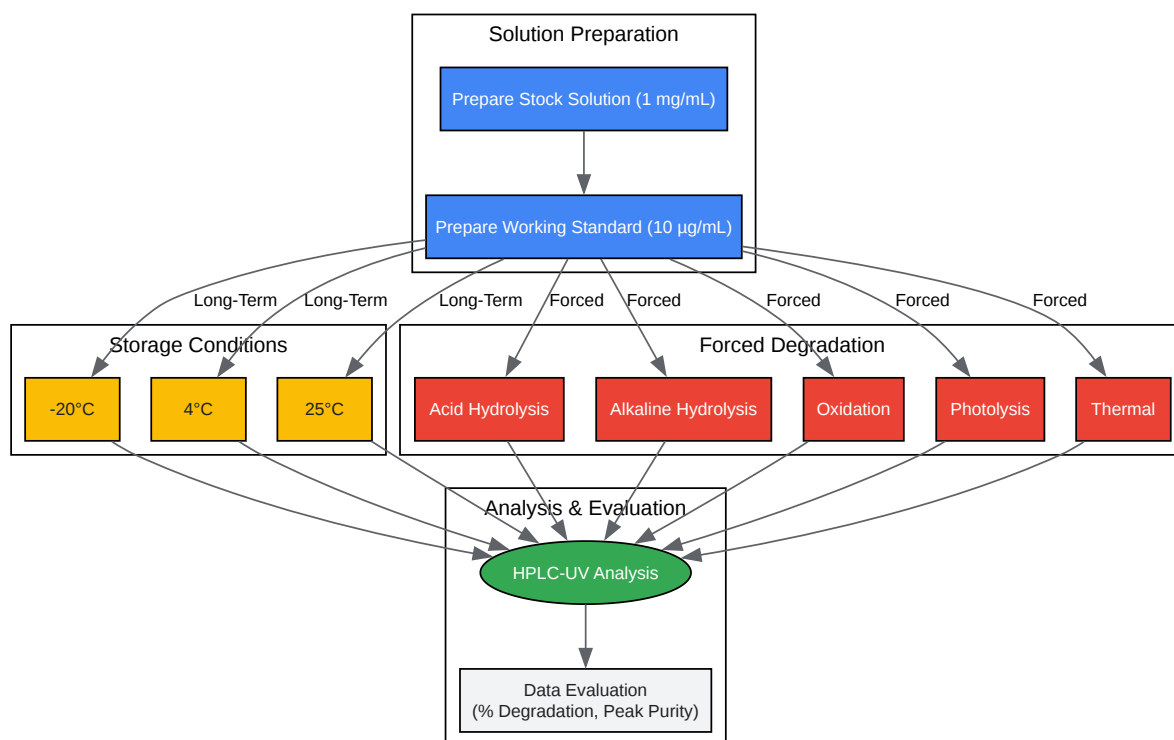 Solution Preparation
Prepare Stock Solution (1 mg/mL)
Prepare Working Standard (10 µg/mL)
Long-Term
Long-Term
Long-Term
Forced
Forced
Forced
Forced
Forced
Storage Conditions
Forced Degradation
-20°C
4°C
25°C
Acid Hydrolysis
Alkaline Hydrolysis
Oxidation
Photolysis
Thermal
Analysis & Evaluation
HPLC-UV Analysis
Data Evaluation
(% Degradation, Peak Purity)